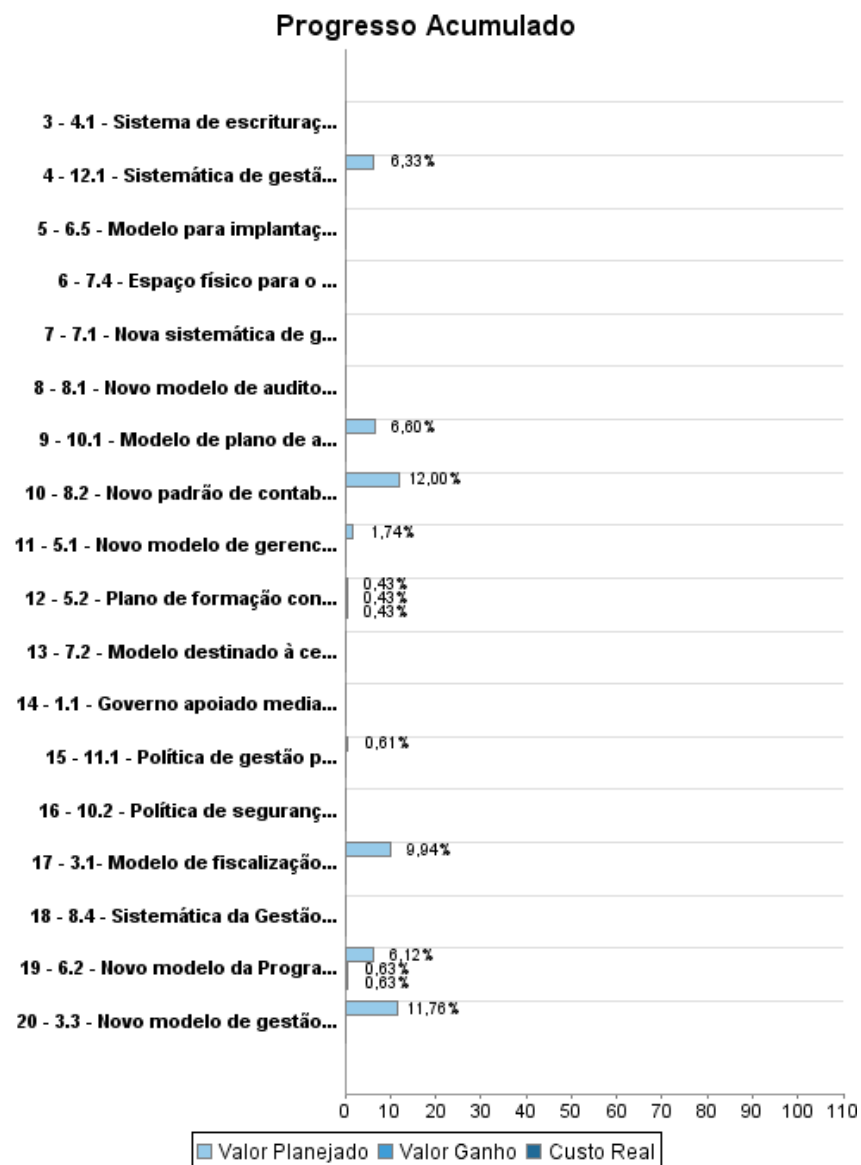 Progresso Acumulado
3 - 4.1 - Sistema de escrituraç...
4 - 12.1 - Sistemática de gestã...
6,33%
5 - 6.5 - Modelo para implantaç...
6 - 7.4 - Espaço físico para o ...
7 - 7.1 - Nova sistemática de g...
8 - 8.1 - Novo modelo de audito...
9 - 10.1 - Modelo de plano de a...
6,60%
10 - 8.2 - Novo padrão de contab...
12,00%
11 - 5.1 - Novo modelo de gerenc...
1,74%
12 - 5.2 - Plano de formação con...
0,43%
0,43%
0,43%
13 - 7.2 - Modelo destinado à ce...
14 - 1.1 - Governo apoiado media...
15 - 11.1 - Política de gestão p...
0,61%
16 - 10.2 - Política de seguranç...
17 - 3.1- Modelo de fiscalização...
9,94%
18 - 8.4 - Sistemática da Gestão...
19 - 6.2 - Novo modelo da Progra...
6,12%
0,63%
0,63%
20 - 3.3 - Novo modelo de gestão...
11,76%
0 10 20 30 40 50 60 70 80 90 100 110
Valor Planejado Valor Ganho Custo Real